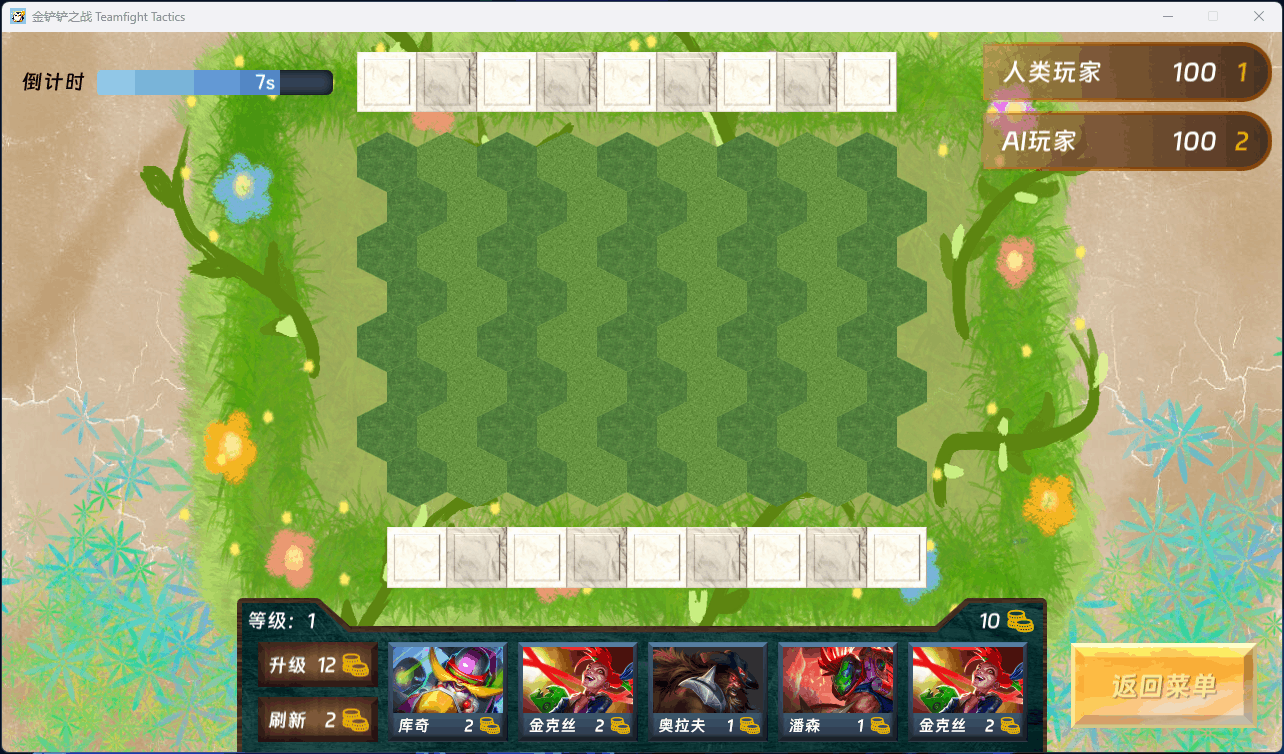 金铲铲之战 Teamfight Tactics
倒计时 7s
人类玩家 100 1
AI玩家 100 2
等级: 1
10
升级 12
刷新 2
库奇 2
金克丝 2
奥拉夫 1
潘森 1
金克丝 2
返回菜单